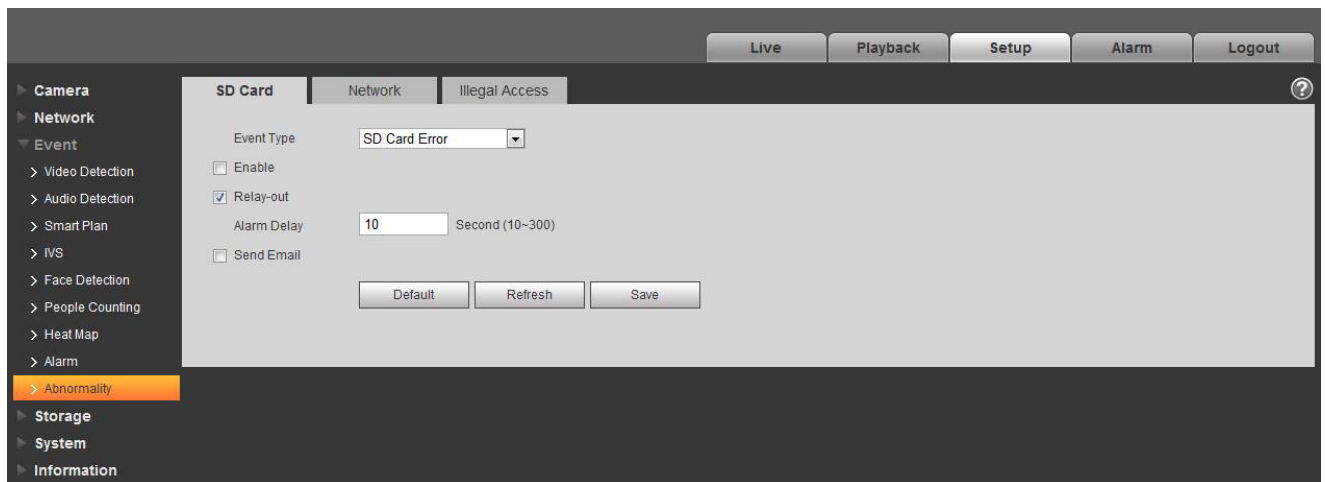 Live Playback Setup Alarm Logout
Camera
Network
Event
Video Detection
Audio Detection
Smart Plan
IVS
Face Detection
People Counting
Heat Map
Alarm
Abnormality
Storage
System
Information
SD Card Network Illegal Access
?
Event Type SD Card Error
Enable
Relay-out
Alarm Delay 10 Second (10~300)
Send Email
Default Refresh Save